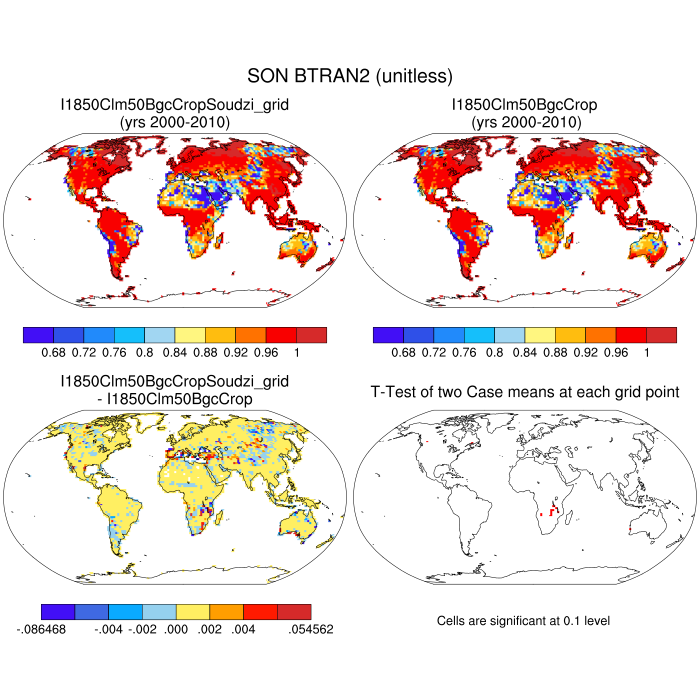 SON BTRAN2 (unitless)
I1850Clm50BgcCropSoudzi_grid
(yrs 2000-2010)
I1850Clm50BgcCrop
(yrs 2000-2010)
0.68 0.72 0.76 0.8 0.84 0.88 0.92 0.96 1
0.68 0.72 0.76 0.8 0.84 0.88 0.92 0.96 1
I1850Clm50BgcCropSoudzi_grid
- I1850Clm50BgcCrop
T-Test of two Case means at each grid point
-.086468 -.004 -.002 .000 .002 .004 .054562
Cells are significant at 0.1 level